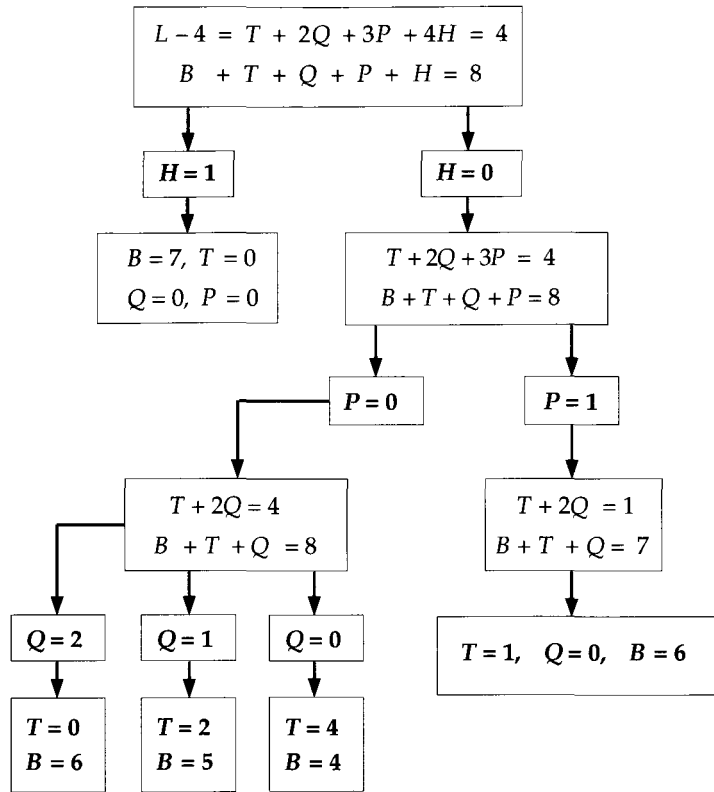 L − 4 = T + 2Q + 3P + 4H = 4
B + T + Q + P + H = 8
H = 1
H = 0
B = 7, T = 0
Q = 0, P = 0
T + 2Q + 3P = 4
B + T + Q + P = 8
P = 0
P = 1
T + 2Q = 4
B + T + Q = 8
T + 2Q = 1
B + T + Q = 7
Q = 2
Q = 1
Q = 0
T = 1, Q = 0, B = 6
T = 0
B = 6
T = 2
B = 5
T = 4
B = 4